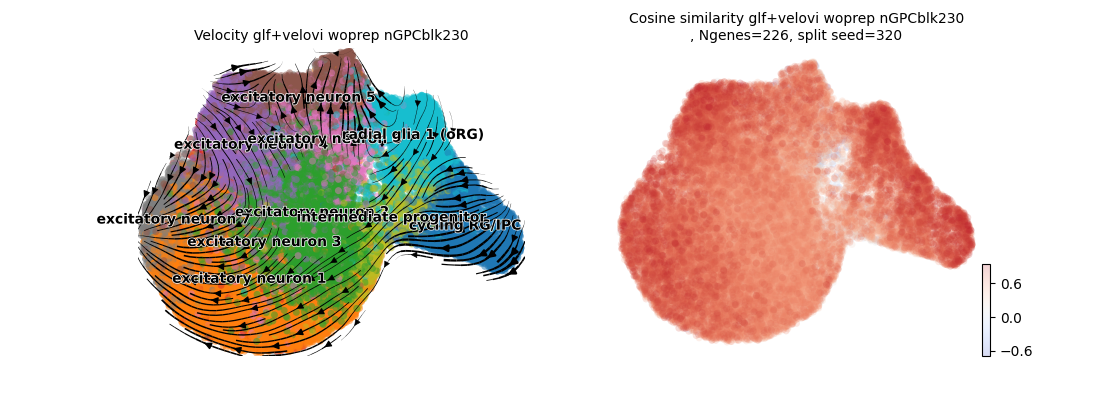 Velocity glf+velovi woprep nGPCblk230
Cosine similarity glf+velovi woprep nGPCblk230
, Ngenes=226, split seed=320
excitatory neuron 5
radial glia 1 (oRG)
excitatory neuron 4
excitatory neuron
excitatory neuron 2
excitatory neuron 7
intermediate progenitor
cycling RG/IPC
excitatory neuron 3
excitatory neuron 1
0.6
0.0
−0.6